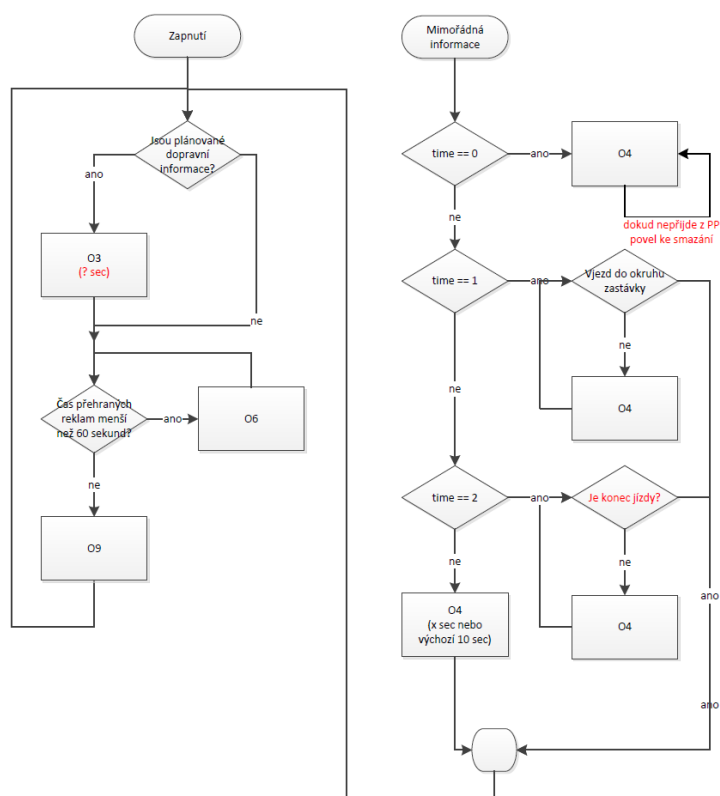 Zapnutí
Jsou plánované
dopravní
informace?
ano
O3
(? sec)
ne
Čas přehraných
reklam menší
než 60 sekund?
ano
O6
ne
O9
Mimořádná
informace
time == 0
ano
O4
dokud nepřijde z PP
povel ke smazání
ne
time == 1
ano
Vjezd do okruhu
zastávky
ne
O4
ne
time == 2
ano
Je konec jízdy?
ne
O4
ano
ne
O4
(x sec nebo
výchozí 10 sec)
ano